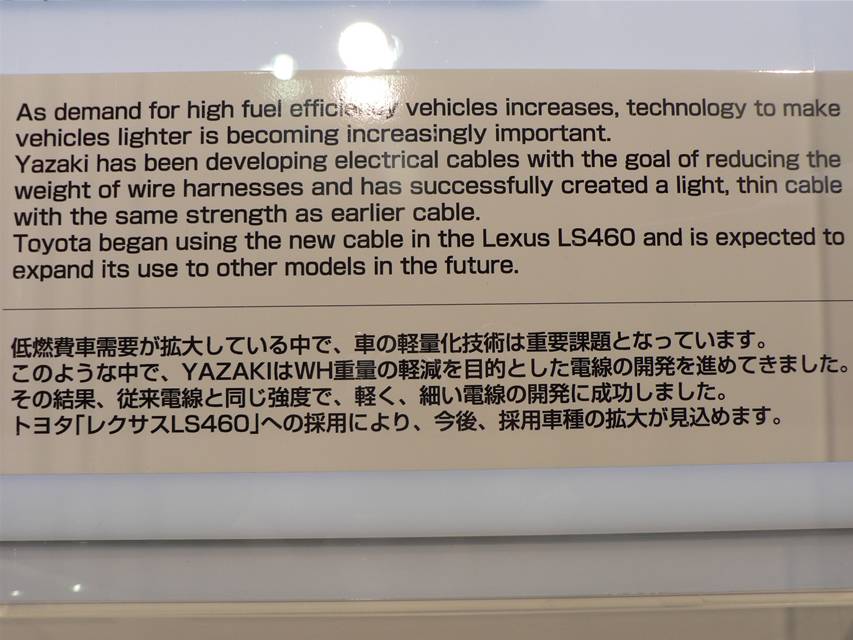 As demand for high fuel efficiency vehicles increases, technology to make
vehicles lighter is becoming increasingly important.
Yazaki has been developing electrical cables with the goal of reducing the
weight of wire harnesses and has successfully created a light, thin cable
with the same strength as earlier cable.
Toyota began using the new cable in the Lexus LS460 and is expected to
expand its use to other models in the future.
低燃費車需要が拡大している中で、車の軽量化技術は重要課題となっています。
このような中で、YAZAKIはWH重量の軽減を目的とした電線の開発を進めてきました。
その結果、従来電線と同じ強度で、軽く、細い電線の開発に成功しました。
トヨタ「レクサスLS460」への採用により、今後、採用車種の拡大が見込めます。